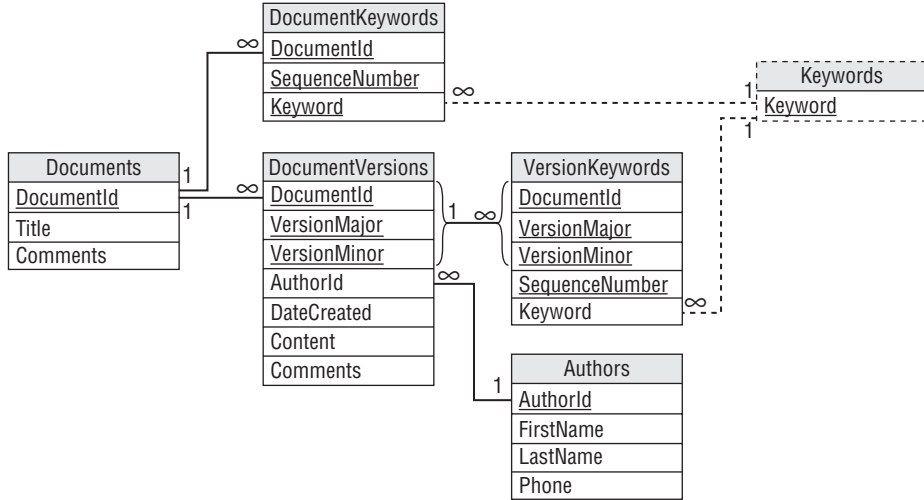 DocumentKeywords
∞
DocumentId
SequenceNumber
∞
Keyword
Keywords
1
Keyword
1
Documents
1
DocumentId
1
Title
Comments
DocumentVersions
∞
DocumentId
VersionMajor
VersionMinor
1
∞
∞
AuthorId
DateCreated
Content
Comments
VersionKeywords
DocumentId
VersionMajor
VersionMinor
SequenceNumber
∞
Keyword
Authors
1
AuthorId
FirstName
LastName
Phone